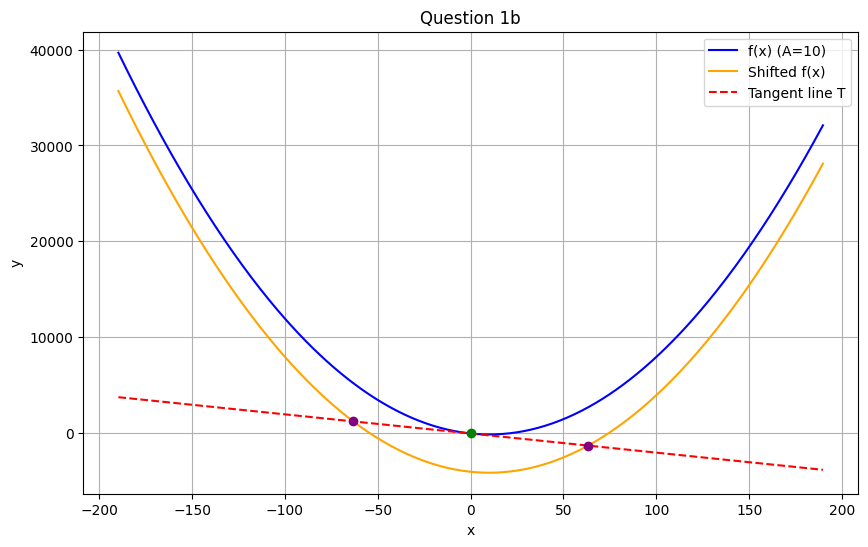 Question 1b
f(x) (A=10)
Shifted f(x)
Tangent line T
40000
30000
20000
10000
0
y
−200
−150
−100
−50
0
50
100
150
200
x